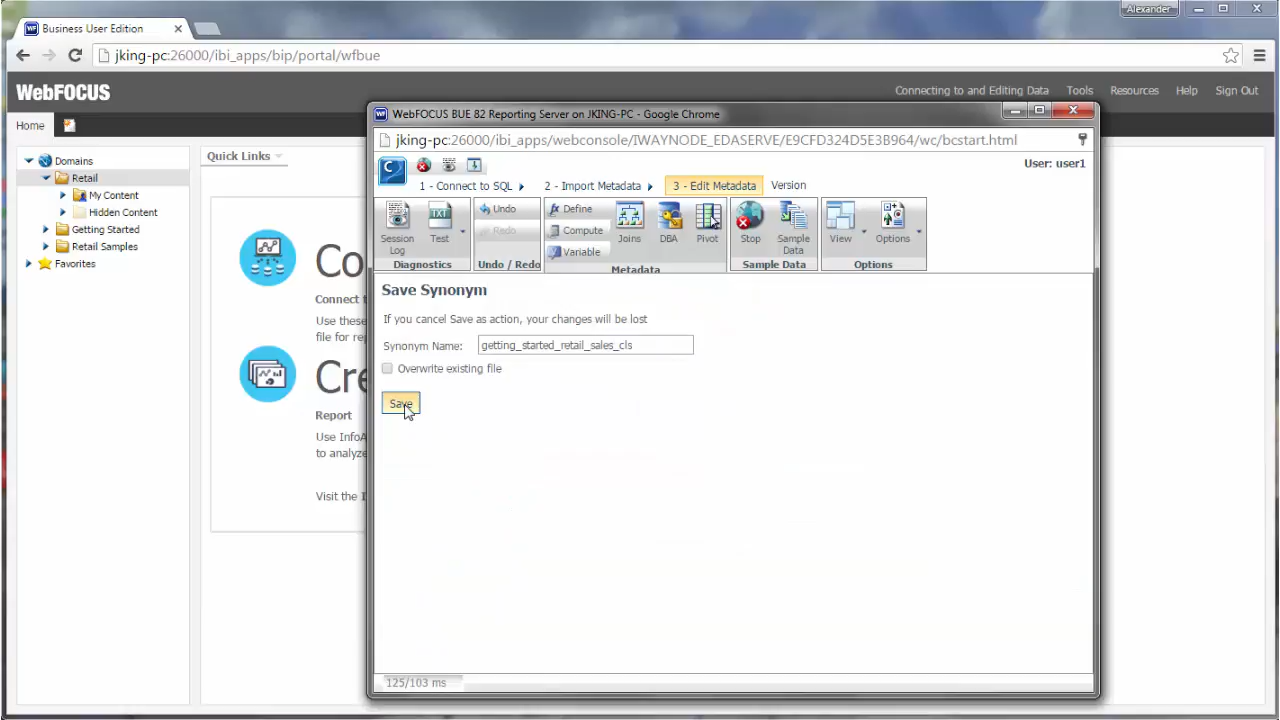 Alexander
Business User Edition
jking-pc:26000/ibi_apps/bip/portal/wfbue
WebFOCUS
Connecting to and Editing Data
Tools
Resources
Help
Sign Out
Home
Domains
Retail
My Content
Hidden Content
Getting Started
Retail Samples
Favorites
Quick Links
Co
Connect t
Use these
file for re
Cre
Report
Use InfoA
to analyze
Visit the I
WebFOCUS BUE 82 Reporting Server on JKING-PC - Google Chrome
jking-pc:26000/ibi_apps/webconsole/IWAYNODE_EDASERVE/E9CFD324D5E3B964/wc/bcstart.html
User: user1
1 - Connect to SQL
2 - Import Metadata
3 - Edit Metadata
Version
Session Log
Test
Diagnostics
Undo
Redo
Undo / Redo
Define
Compute
Variable
Joins
DBA
Pivot
Metadata
Stop
Sample Data
Sample Data
View
Options
Options
Save Synonym
If you cancel Save as action, your changes will be lost
Synonym Name:
getting_started_retail_sales_cls
Overwrite existing file
Save
125/103 ms